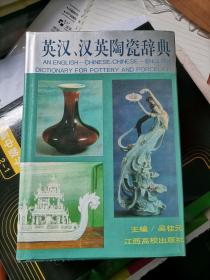 英汉、汉英陶瓷辞典
AN ENGLISH—CHINESE, CHINESE—ENGLISH
DICTIONARY FOR POTTERY AND PORCELAIN
主编/吴桂元
江西高校出版社